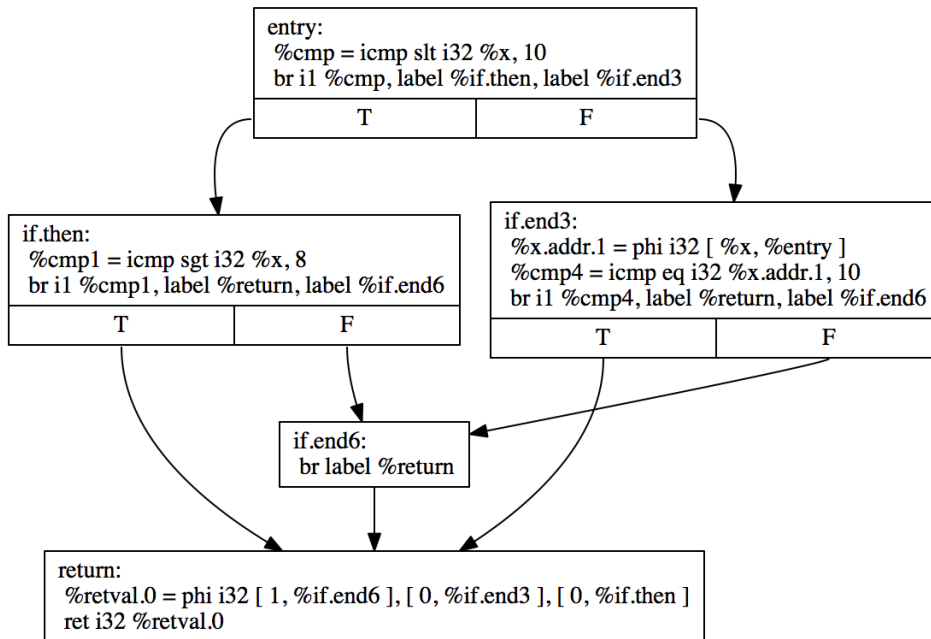 entry:
%cmp = icmp slt i32 %x, 10
br i1 %cmp, label %if.then, label %if.end3
T
F
if.then:
%cmp1 = icmp sgt i32 %x, 8
br i1 %cmp1, label %return, label %if.end6
T
F
if.end3:
%x.addr.1 = phi i32 [ %x, %entry ]
%cmp4 = icmp eq i32 %x.addr.1, 10
br i1 %cmp4, label %return, label %if.end6
T
F
if.end6:
br label %return
return:
%retval.0 = phi i32 [ 1, %if.end6 ], [ 0, %if.end3 ], [ 0, %if.then ]
ret i32 %retval.0